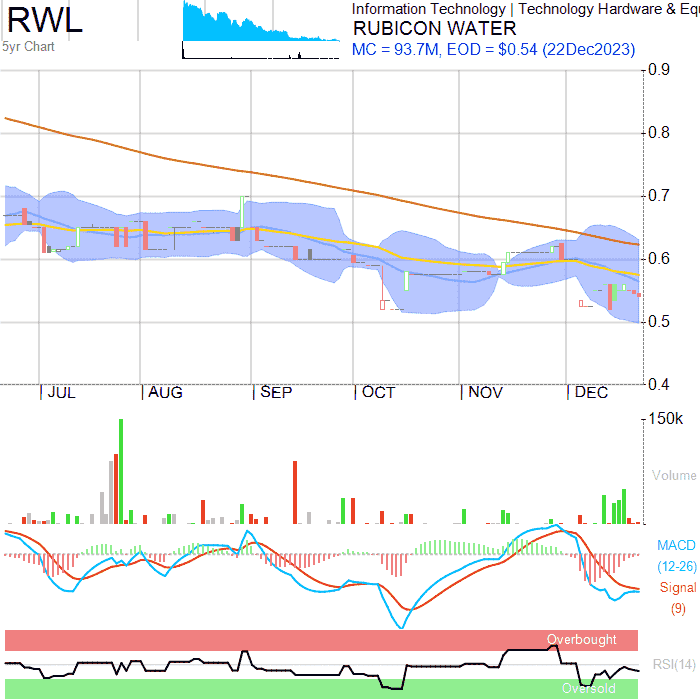 RWL
5yr Chart
Information Technology | Technology Hardware & Eq
RUBICON WATER
MC = 93.7M, EOD = $0.54 (22Dec2023)
0.9
0.8
0.7
0.6
0.5
0.4
| JUL | AUG | SEP | OCT | NOV | DEC
150k
Volume
MACD
(12-26)
Signal
(9)
Overbought
RSI(14)
Oversold